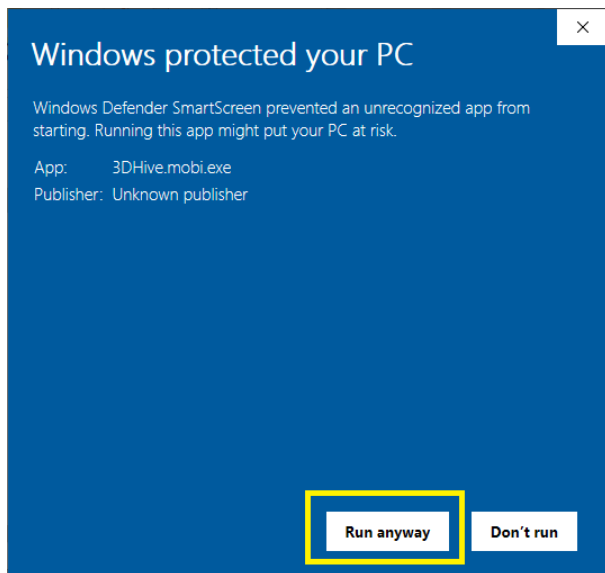 Windows protected your PC
Windows Defender SmartScreen prevented an unrecognized app from
starting. Running this app might put your PC at risk.
App: 3DHive.mobi.exe
Publisher: Unknown publisher
Run anyway Don't run